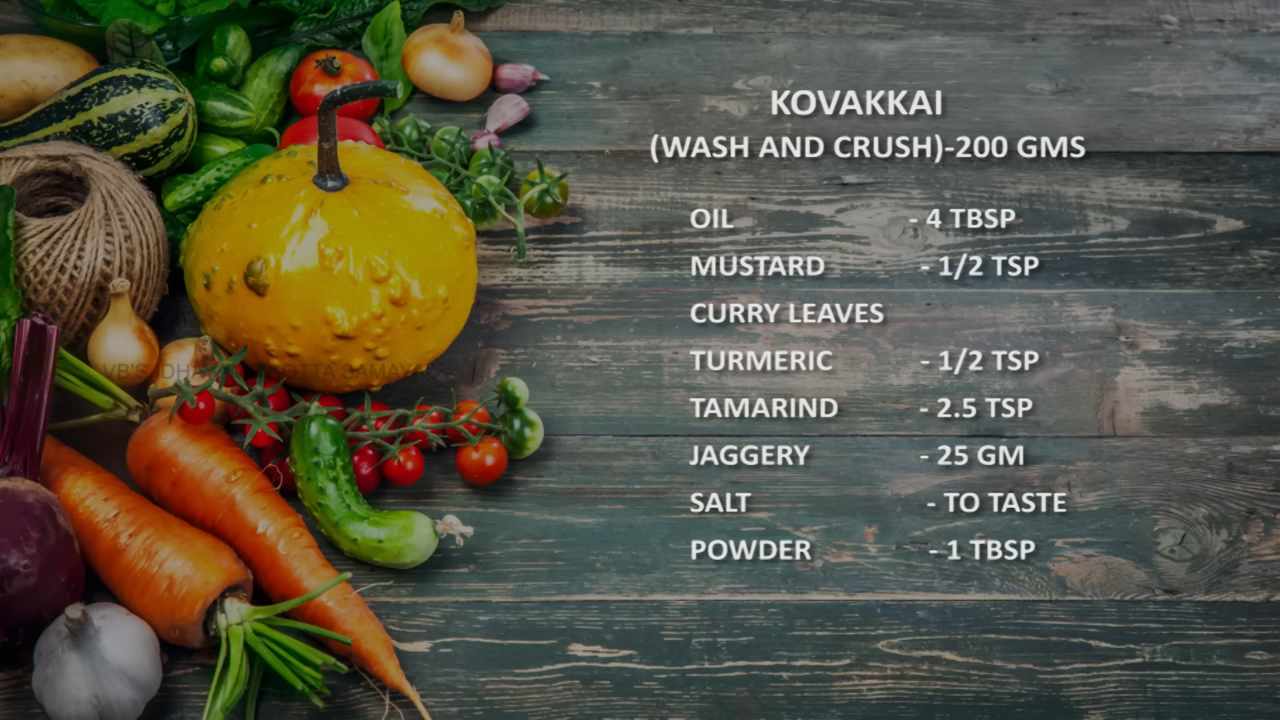 KOVAKKAI
(WASH AND CRUSH)-200 GMS
OIL - 4 TBSP
MUSTARD - 1/2 TSP
CURRY LEAVES
TURMERIC - 1/2 TSP
TAMARIND - 2.5 TSP
JAGGERY - 25 GM
SALT - TO TASTE
POWDER - 1 TBSP